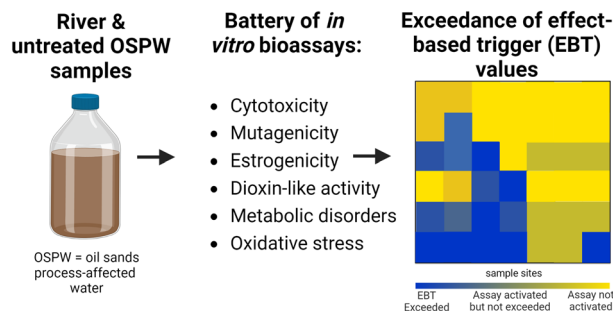 River &
untreated OSPW
samples
OSPW = oil sands
process-affected
water
Battery of in
vitro bioassays:
• Cytotoxicity
• Mutagenicity
• Estrogenicity
• Dioxin-like activity
• Metabolic disorders
• Oxidative stress
Exceedance of effect-
based trigger (EBT)
values
sample sites
EBT
Exceeded
Assay activated
but not exceeded
Assay not
activated